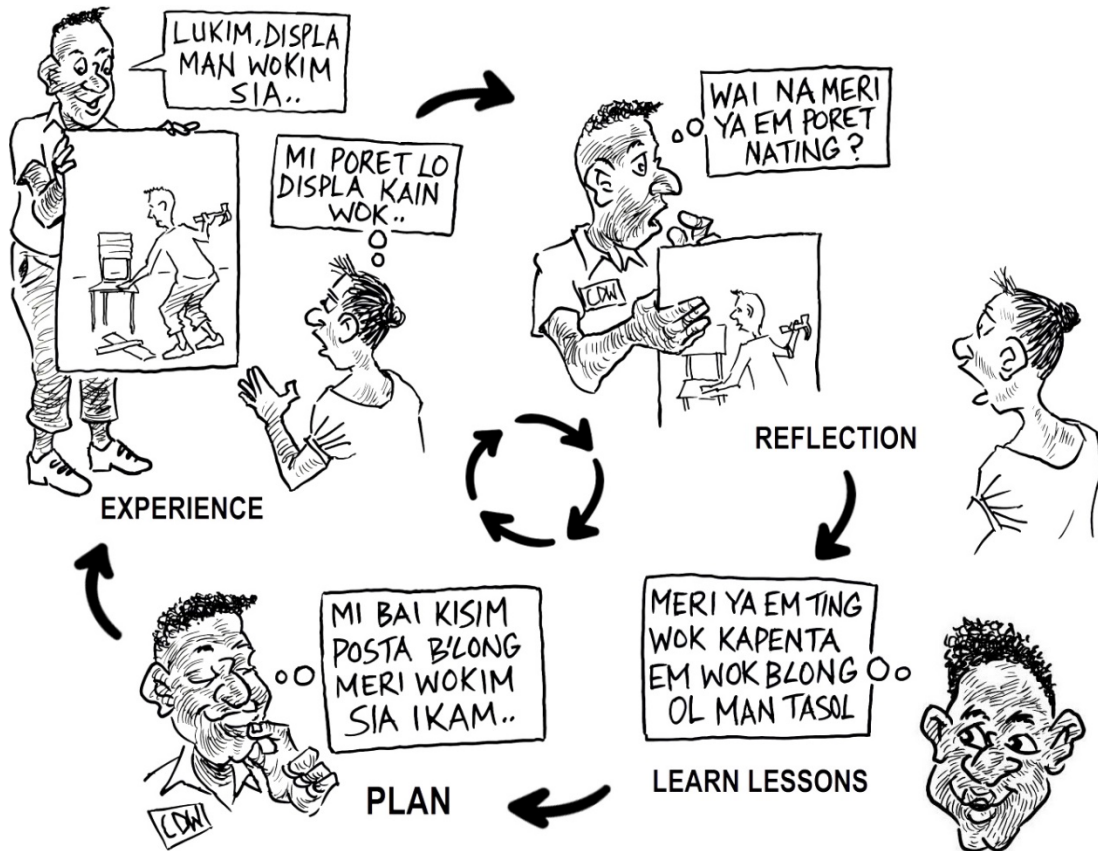 LUKIM, DISPLA
MAN WOKIM
SIA..
MI PORET LO
DISPLA KAIN
WOK..
EXPERIENCE
WAI NA MERI
YA EM PORET
NATING?
CDW
REFLECTION
MERI YA EM TING
WOK KAPENTA
EM WOK BLONG
OL MAN TASOL
LEARN LESSONS
MI BAI KISIM
POSTA B'LONG
MERI WOKIM
SIA IKAM..
CDW
PLAN